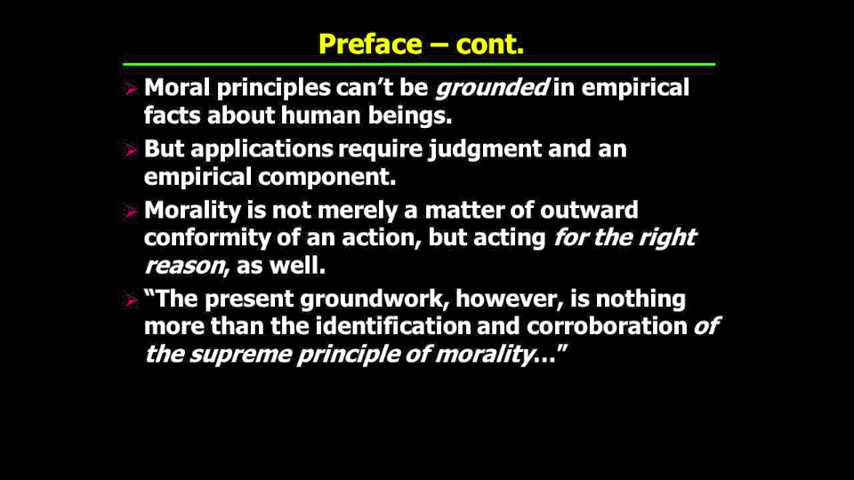 Preface – cont.
Moral principles can’t be grounded in empirical
facts about human beings.
But applications require judgment and an
empirical component.
Morality is not merely a matter of outward
conformity of an action, but acting for the right
reason, as well.
“The present groundwork, however, is nothing
more than the identification and corroboration of
the supreme principle of morality…”